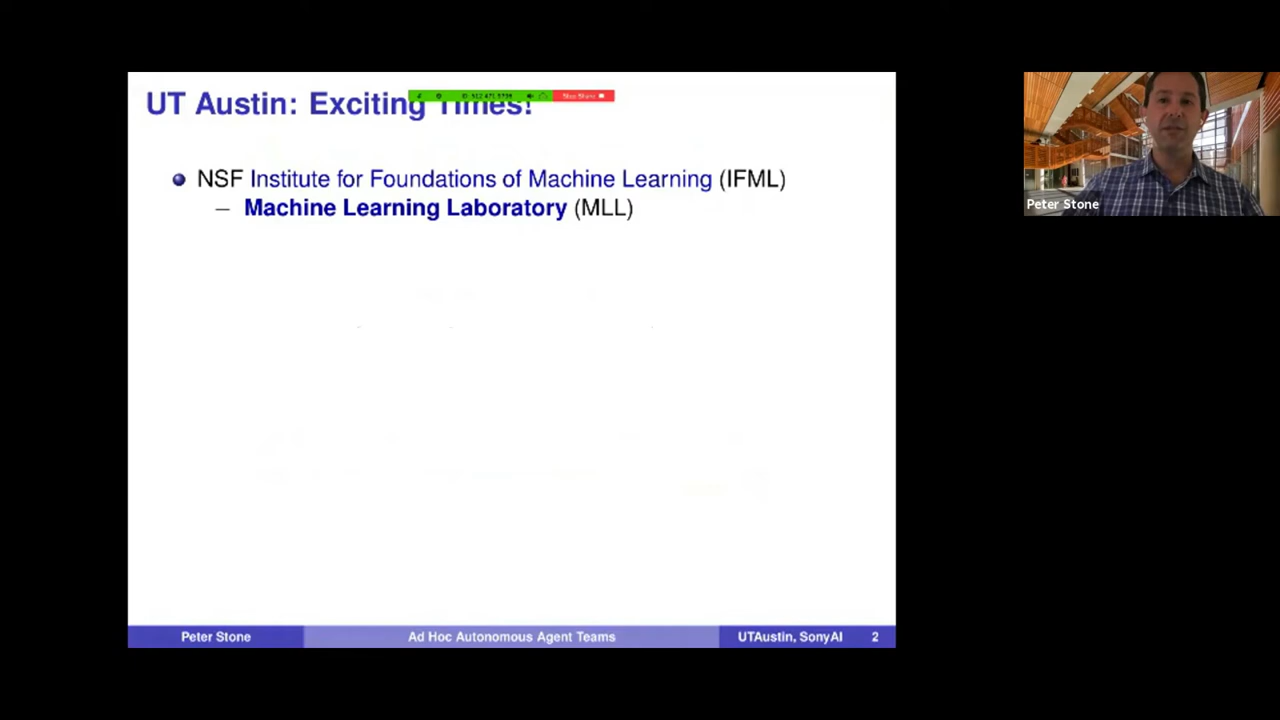 UT Austin: Exciting Times!
NSF Institute for Foundations of Machine Learning (IFML)
– Machine Learning Laboratory (MLL)
Peter Stone
Peter Stone
Ad Hoc Autonomous Agent Teams
UTAustin, SonyAI
2